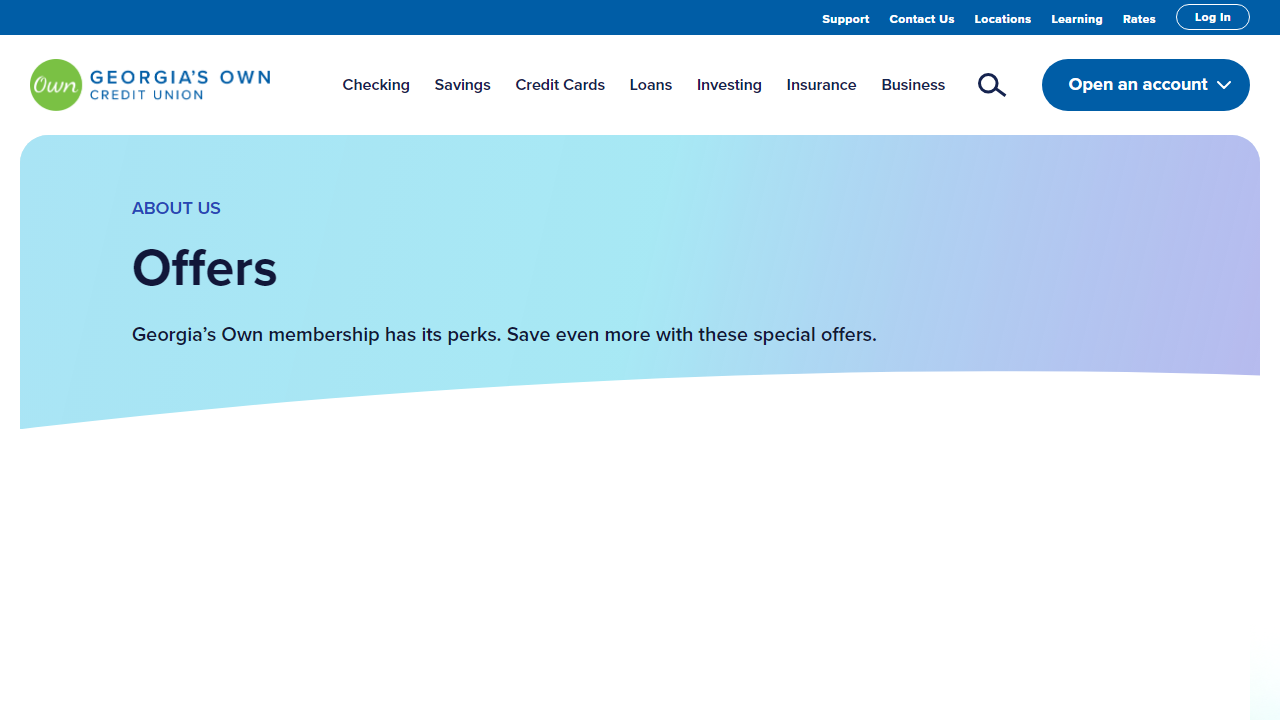 Support Contact Us Locations Learning Rates Log In
Own GEORGIA'S OWN
CREDIT UNION
Checking Savings Credit Cards Loans Investing Insurance Business Open an account
ABOUT US
Offers
Georgia’s Own membership has its perks. Save even more with these special offers.